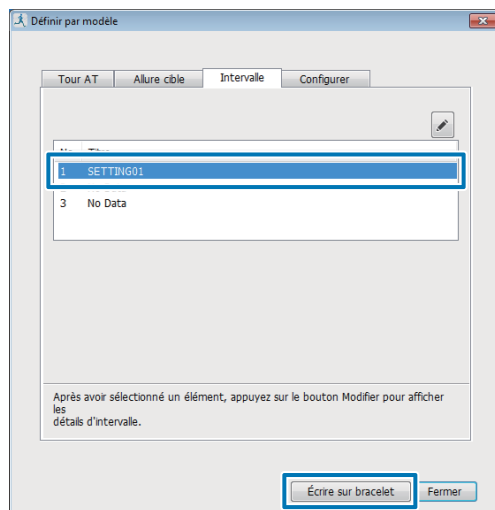 Définir par modèle
Tour AT Allure cible Intervalle Configurer
1 SETTING01
3 No Data
Après avoir sélectionné un élément, appuyez sur le bouton Modifier pour afficher
les
détails d'intervalle.
Écrire sur bracelet Fermer